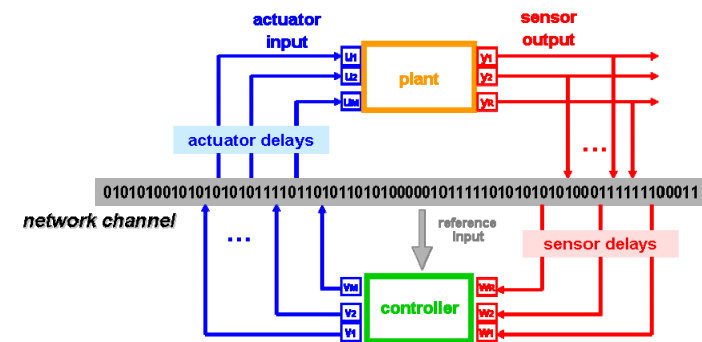 actuator
input
sensor
output
u1
u2
uM
plant
y1
y2
yR
actuator delays
...
network channel
reference
input
sensor delays
...
vM
v2
v1
controller
wR
w2
w1